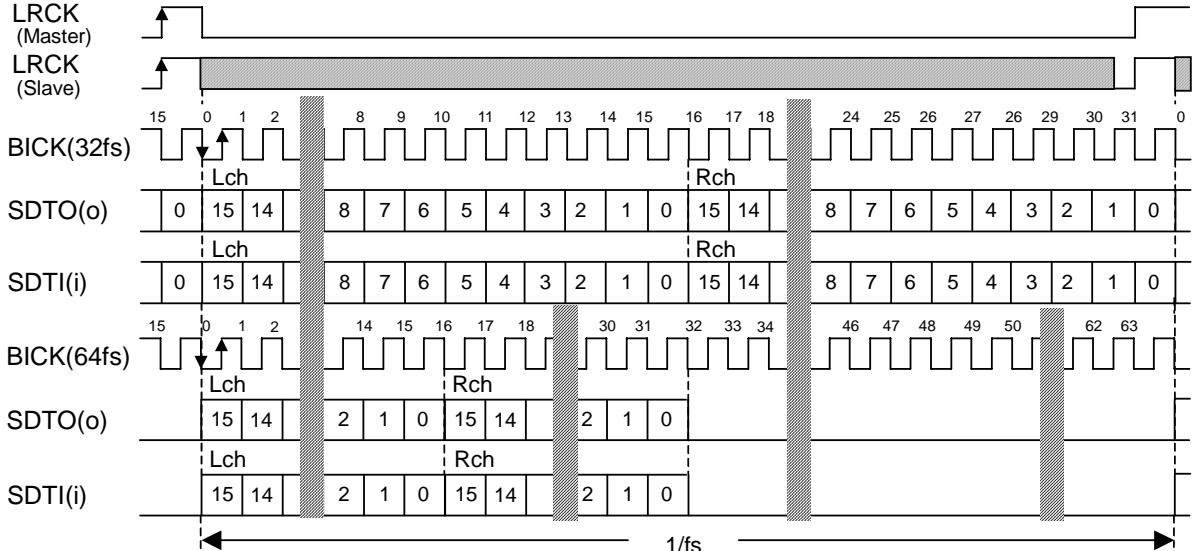 LRCK
(Master)
LRCK
(Slave)
15 0 1 2 8 9 10 11 12 13 14 15 16 17 18 24 25 26 27 26 29 30 31 0
BICK(32fs)
Lch Rch
SDTO(o) 0 15 14 8 7 6 5 4 3 2 1 0 15 14 8 7 6 5 4 3 2 1 0
Lch Rch
SDTI(i) 0 15 14 8 7 6 5 4 3 2 1 0 15 14 8 7 6 5 4 3 2 1 0
15 0 1 2 14 15 16 17 18 30 31 32 33 34 46 47 48 49 50 62 63
BICK(64fs)
Lch Rch
SDTO(o) 15 14 2 1 0 15 14 2 1 0
Lch Rch
SDTI(i) 15 14 2 1 0 15 14 2 1 0
1/fs